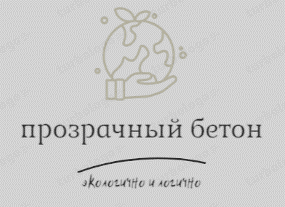 прозрачный бетон
экологично и логично